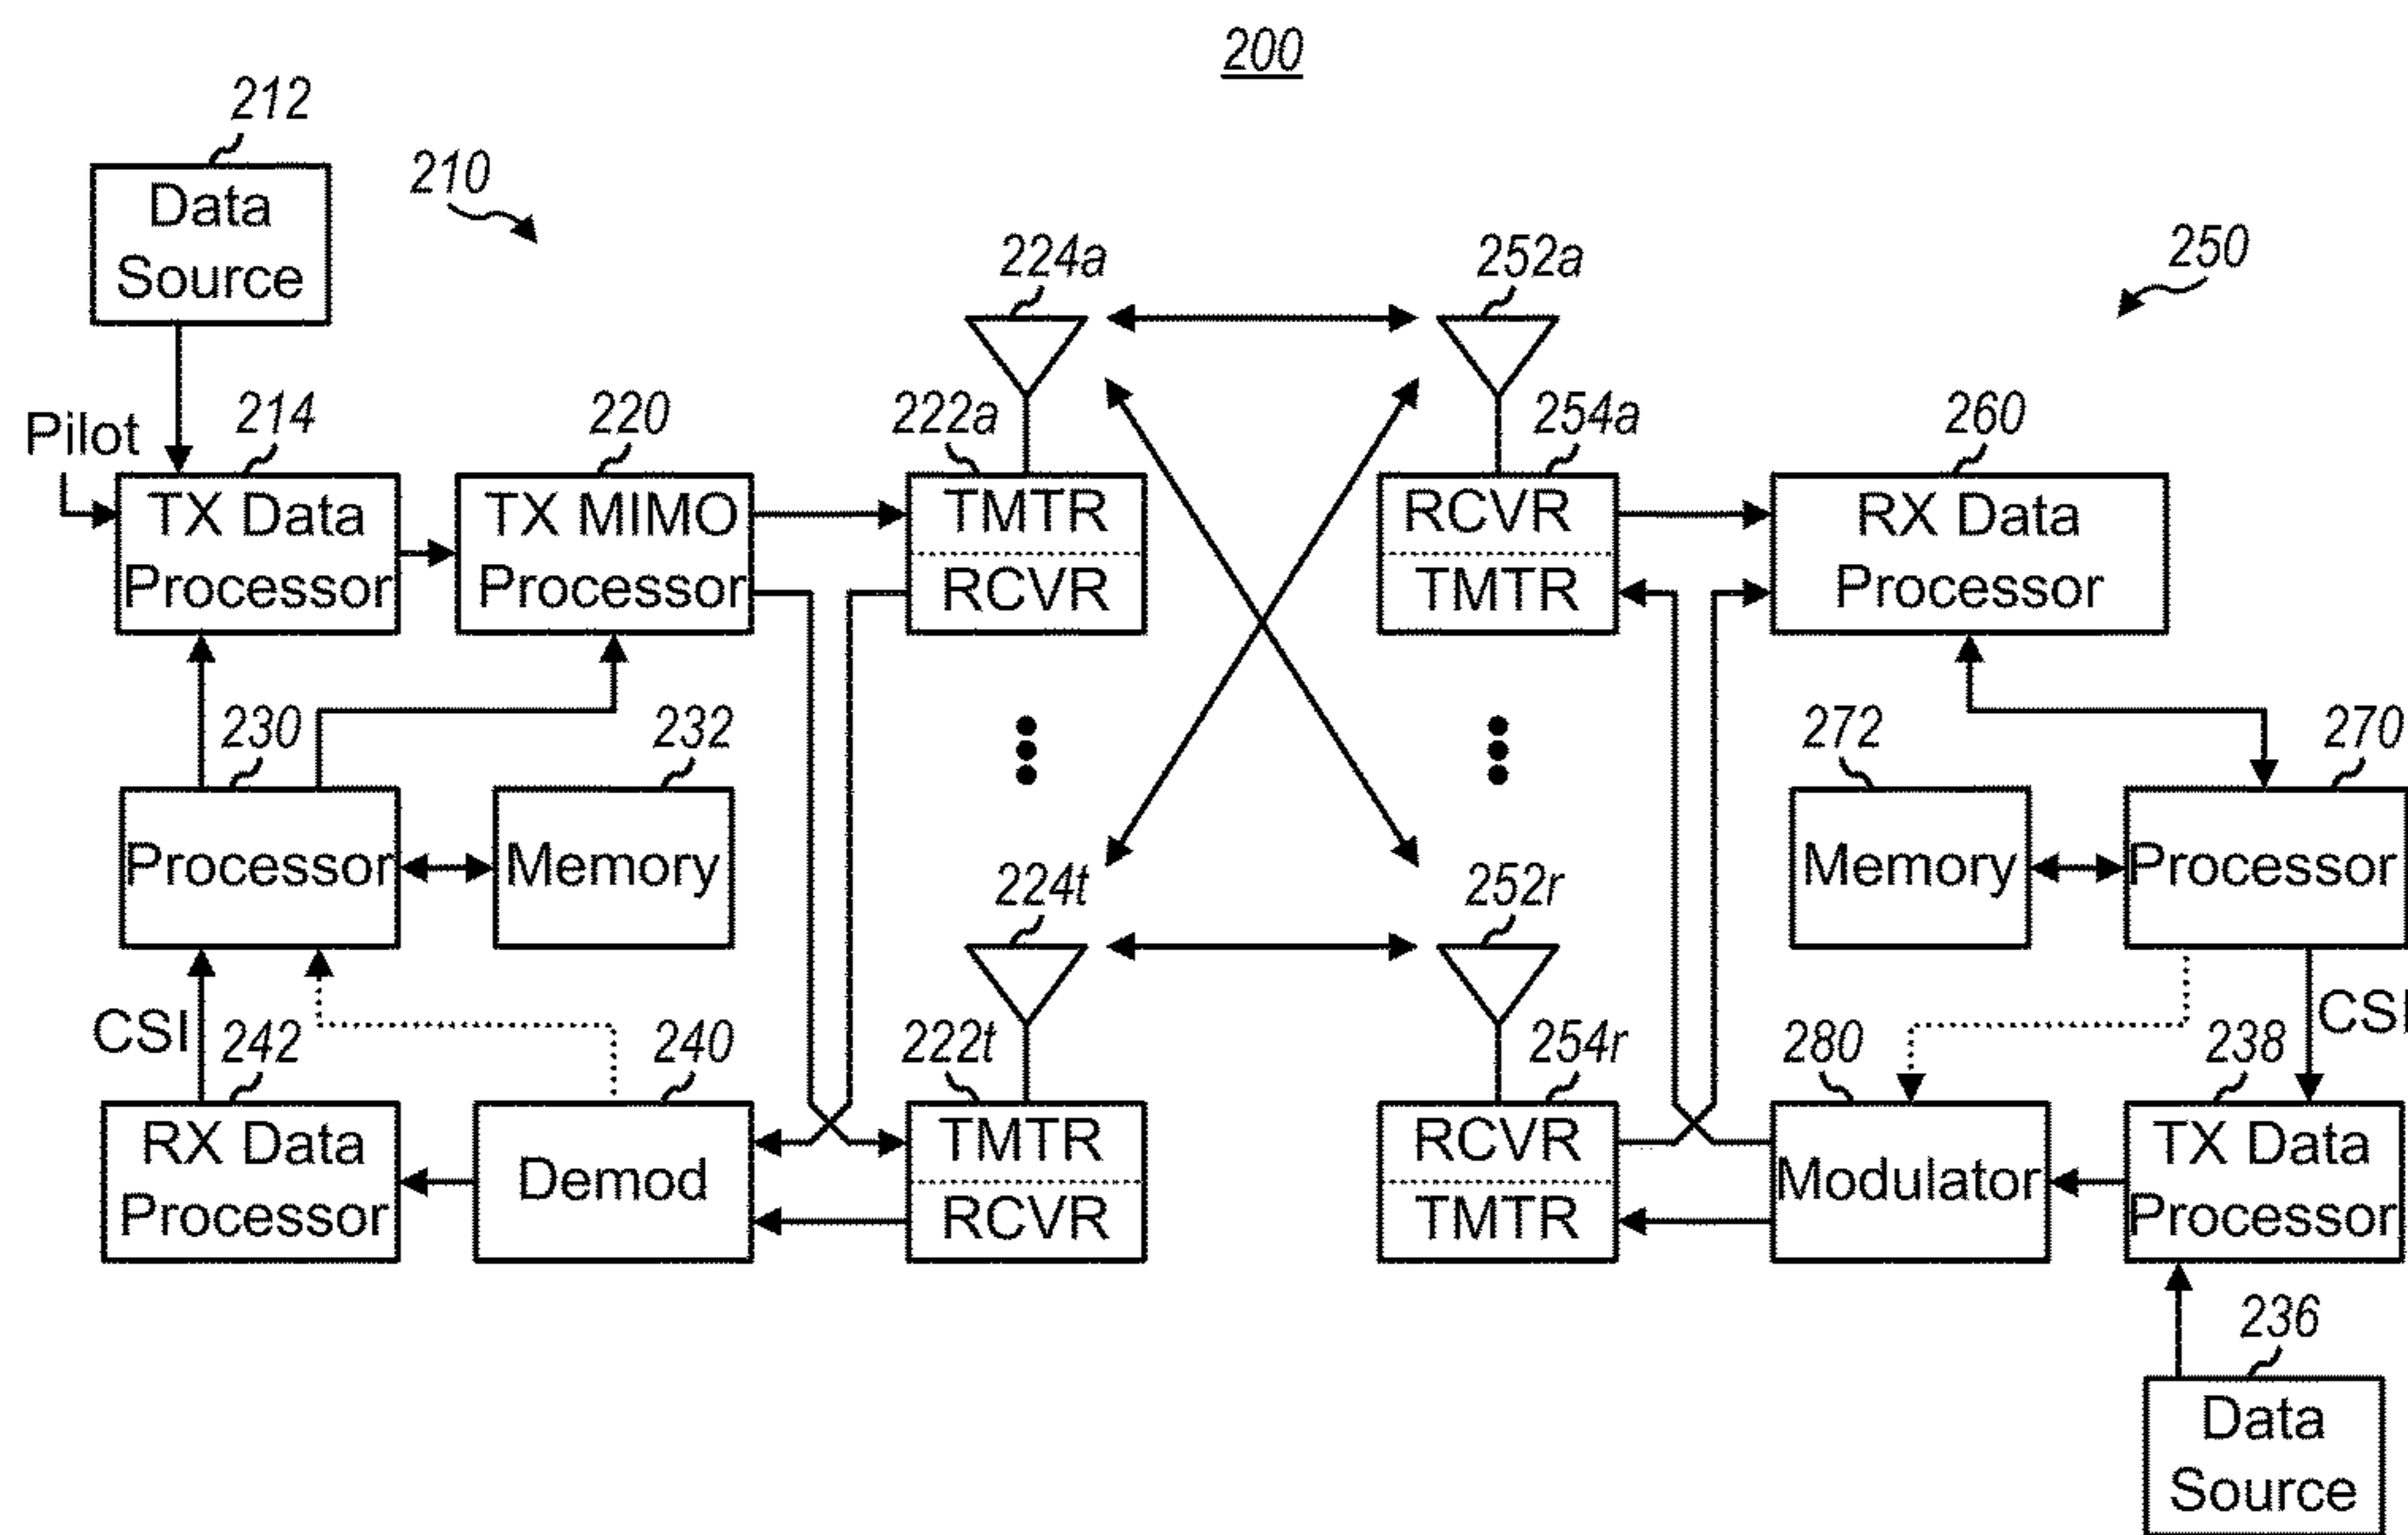 200
212
Data
Source
210
250
224a
252a
Pilot
214
220
222a
254a
260
TX Data
Processor
TX MIMO
Processor
TMTR
RCVR
RCVR
TMTR
RX Data
Processor
230
232
272
270
Processor
Memory
Memory
Processor
224t
252r
CSI
242
240
222t
254r
280
238
CSI
RX Data
Processor
Demod
TMTR
RCVR
RCVR
TMTR
Modulator
TX Data
Processor
236
Data
Source